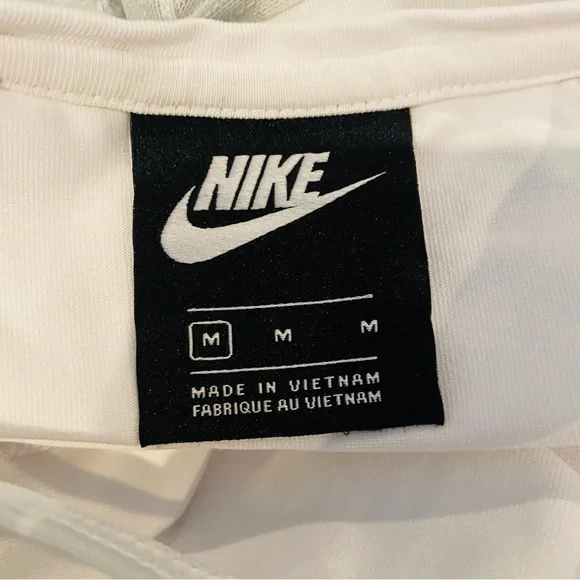 NIKE
M M M
MADE IN VIETNAM
FABRIQUE AU VIETNAM